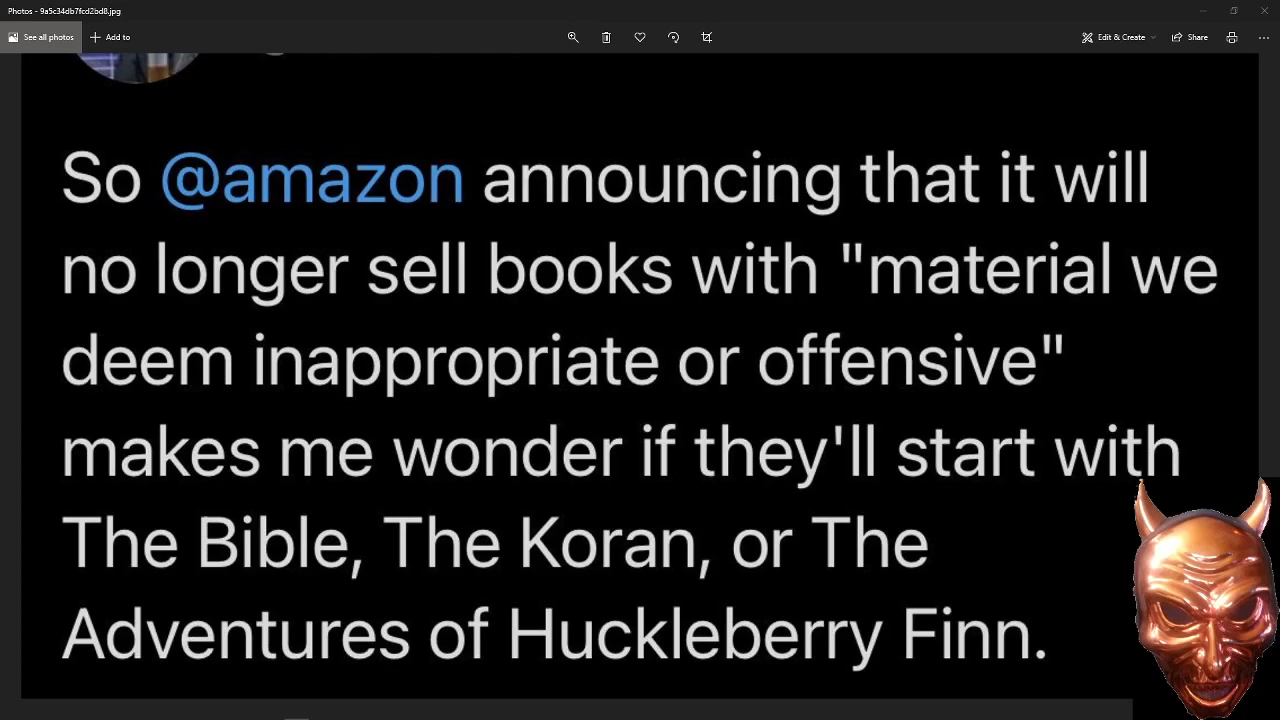 Photos - 9a5c34db7fcd2bd8.jpg
See all photos
Add to
Edit & Create
Share
So @amazon announcing that it will
no longer sell books with "material we
deem inappropriate or offensive"
makes me wonder if they'll start with
The Bible, The Koran, or The
Adventures of Huckleberry Finn.